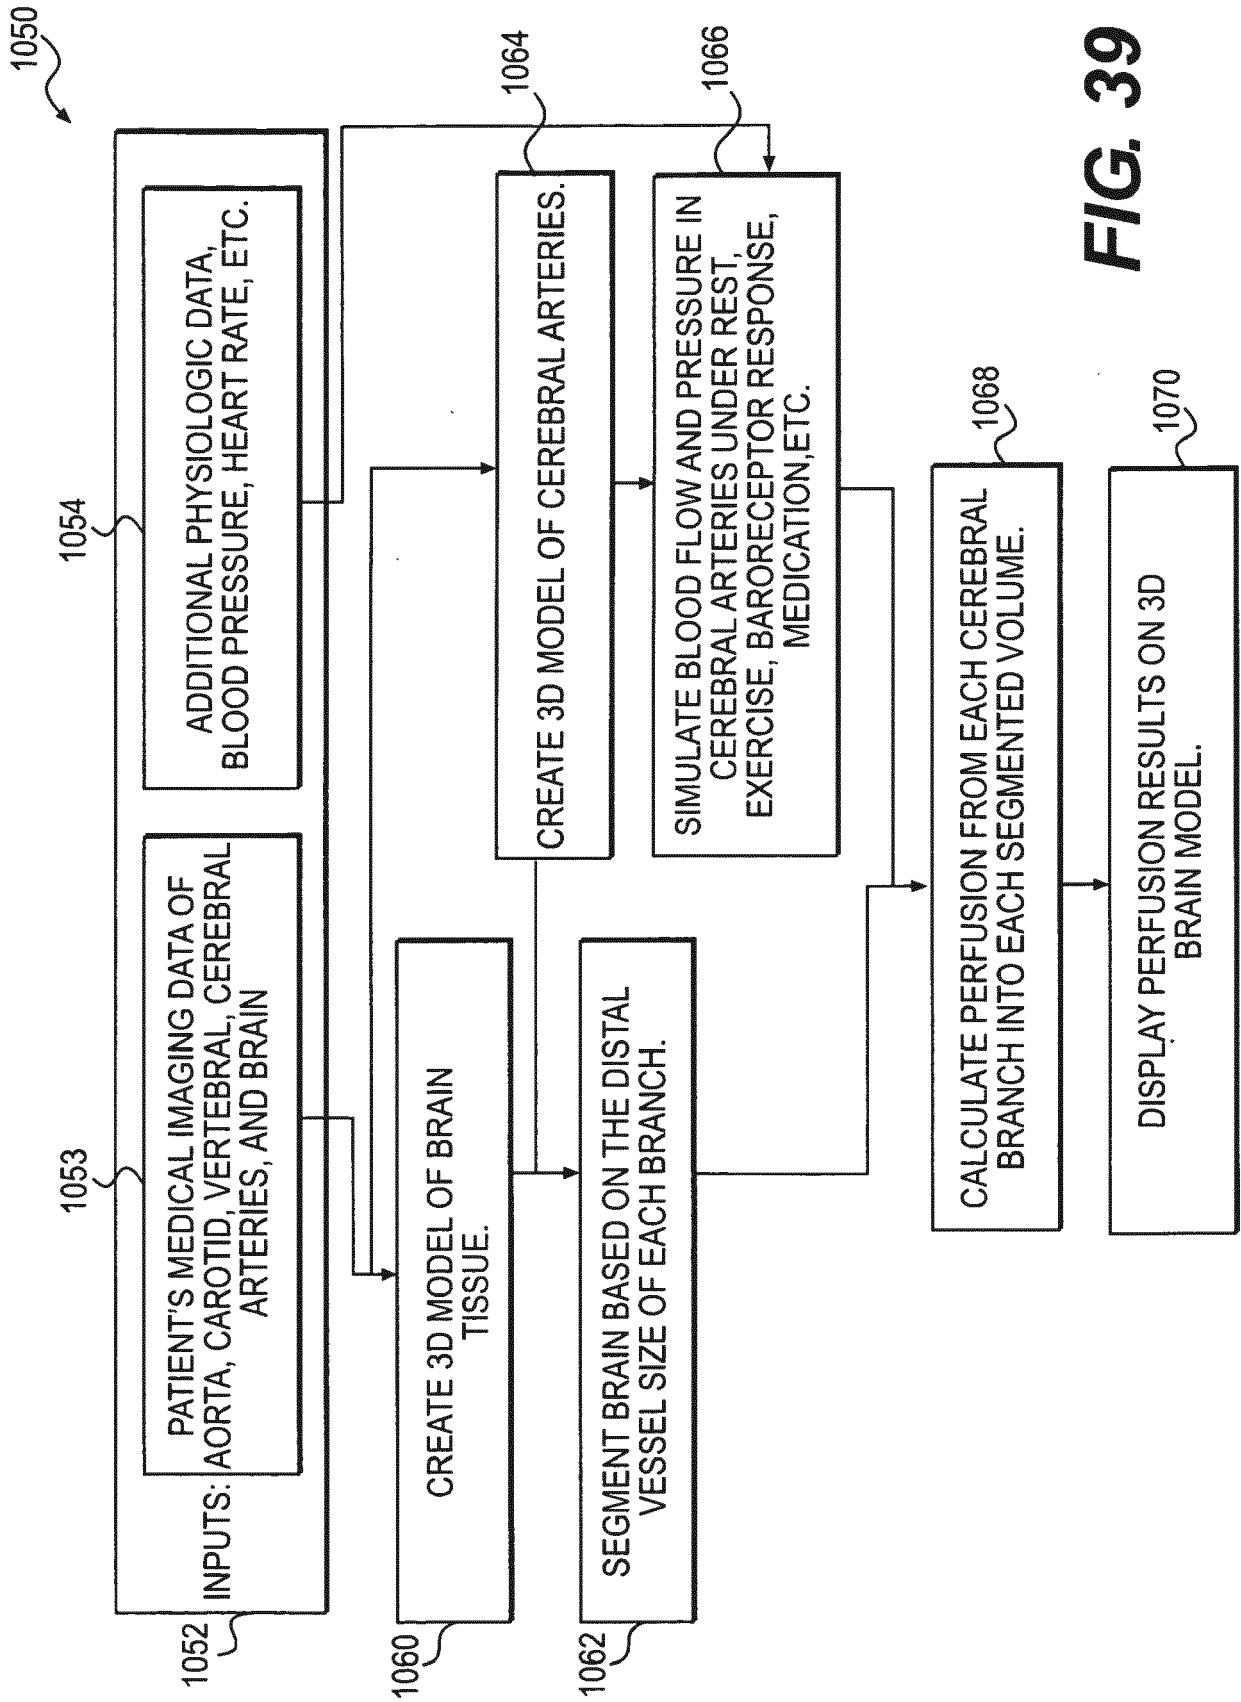 1050
1052
INPUTS:
1053
PATIENT'S MEDICAL IMAGING DATA OF
AORTA, CAROTID, VERTEBRAL, CEREBRAL
ARTERIES, AND BRAIN
1054
ADDITIONAL PHYSIOLOGIC DATA,
BLOOD PRESSURE, HEART RATE, ETC.
1060
CREATE 3D MODEL OF BRAIN
TISSUE.
1064
CREATE 3D MODEL OF CEREBRAL ARTERIES.
1062
SEGMENT BRAIN BASED ON THE DISTAL
VESSEL SIZE OF EACH BRANCH.
1066
SIMULATE BLOOD FLOW AND PRESSURE IN
CEREBRAL ARTERIES UNDER REST,
EXERCISE, BARORECEPTOR RESPONSE,
MEDICATION,ETC.
1068
CALCULATE PERFUSION FROM EACH CEREBRAL
BRANCH INTO EACH SEGMENTED VOLUME.
1070
DISPLAY PERFUSION RESULTS ON 3D
BRAIN MODEL.
FIG. 39